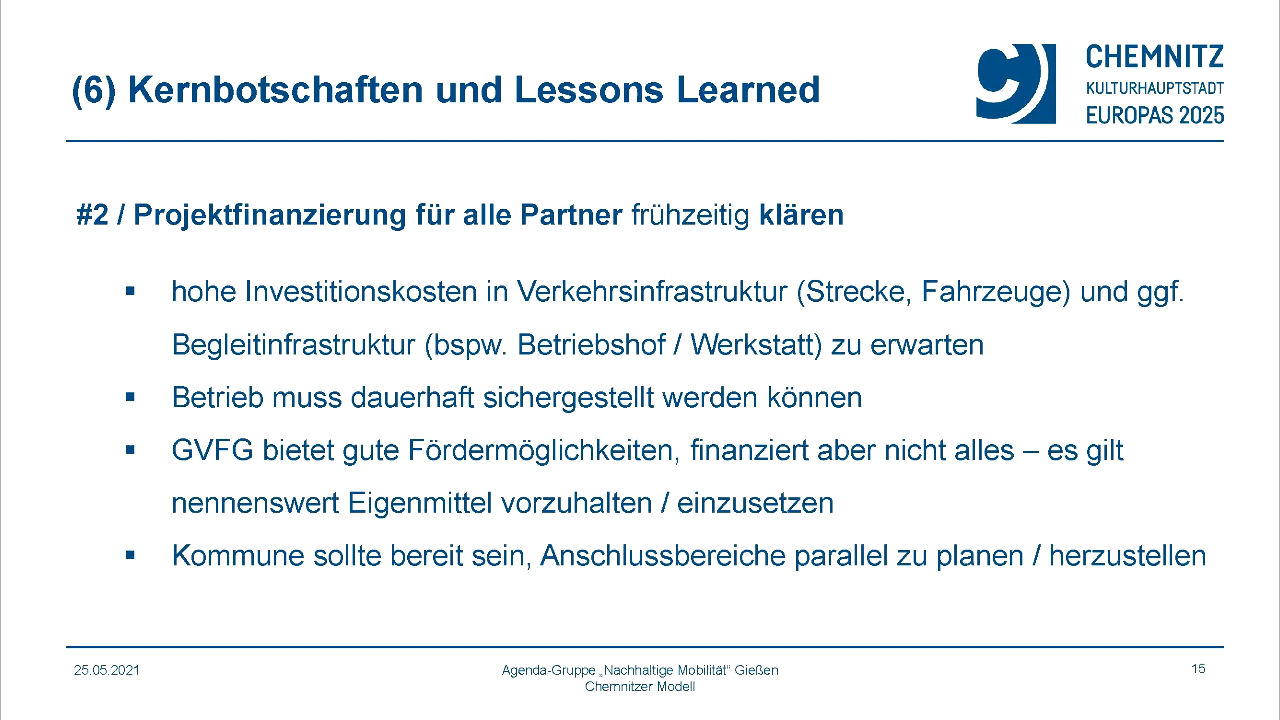 (6) Kernbotschaften und Lessons Learned
CHEMNITZ
KULTURHAUPTSTADT
EUROPAS 2025
#2 / Projektfinanzierung für alle Partner frühzeitig klären
▪ hohe Investitionskosten in Verkehrsinfrastruktur (Strecke, Fahrzeuge) und ggf.
Begleitinfrastruktur (bspw. Betriebshof / Werkstatt) zu erwarten
▪ Betrieb muss dauerhaft sichergestellt werden können
▪ GVFG bietet gute Fördermöglichkeiten, finanziert aber nicht alles – es gilt
nennenswert Eigenmittel vorzuhalten / einzusetzen
▪ Kommune sollte bereit sein, Anschlussbereiche parallel zu planen / herzustellen
25.05.2021
Agenda-Gruppe „Nachhaltige Mobilität“ Gießen
Chemnitzer Modell
15